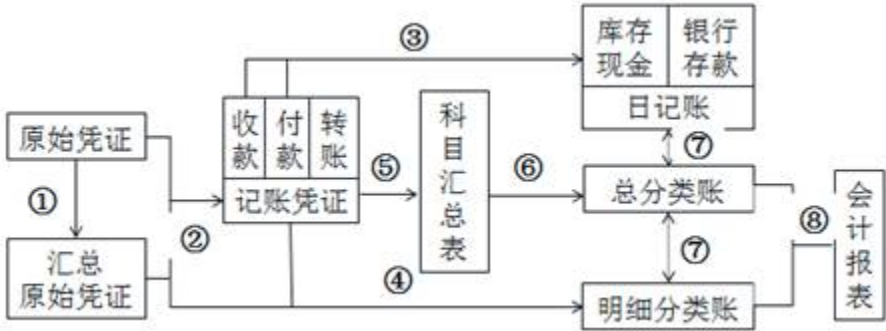 ③
库存 银行
现金 存款
日记账
收款 付款 转账
记账凭证
科目汇总表
原始凭证
⑦
⑤
⑥
总分类账
①
②
⑧
会计报表
汇总
原始凭证
④
⑦
明细分类账